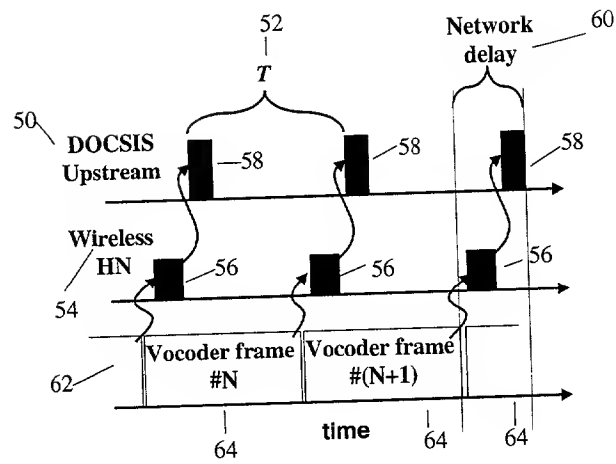 52
Network
delay
60
T
50
DOCSIS
Upstream
58
58
58
Wireless
HN
54
56
56
56
62
Vocoder frame
#N
Vocoder frame
#(N+1)
64
time
64
64